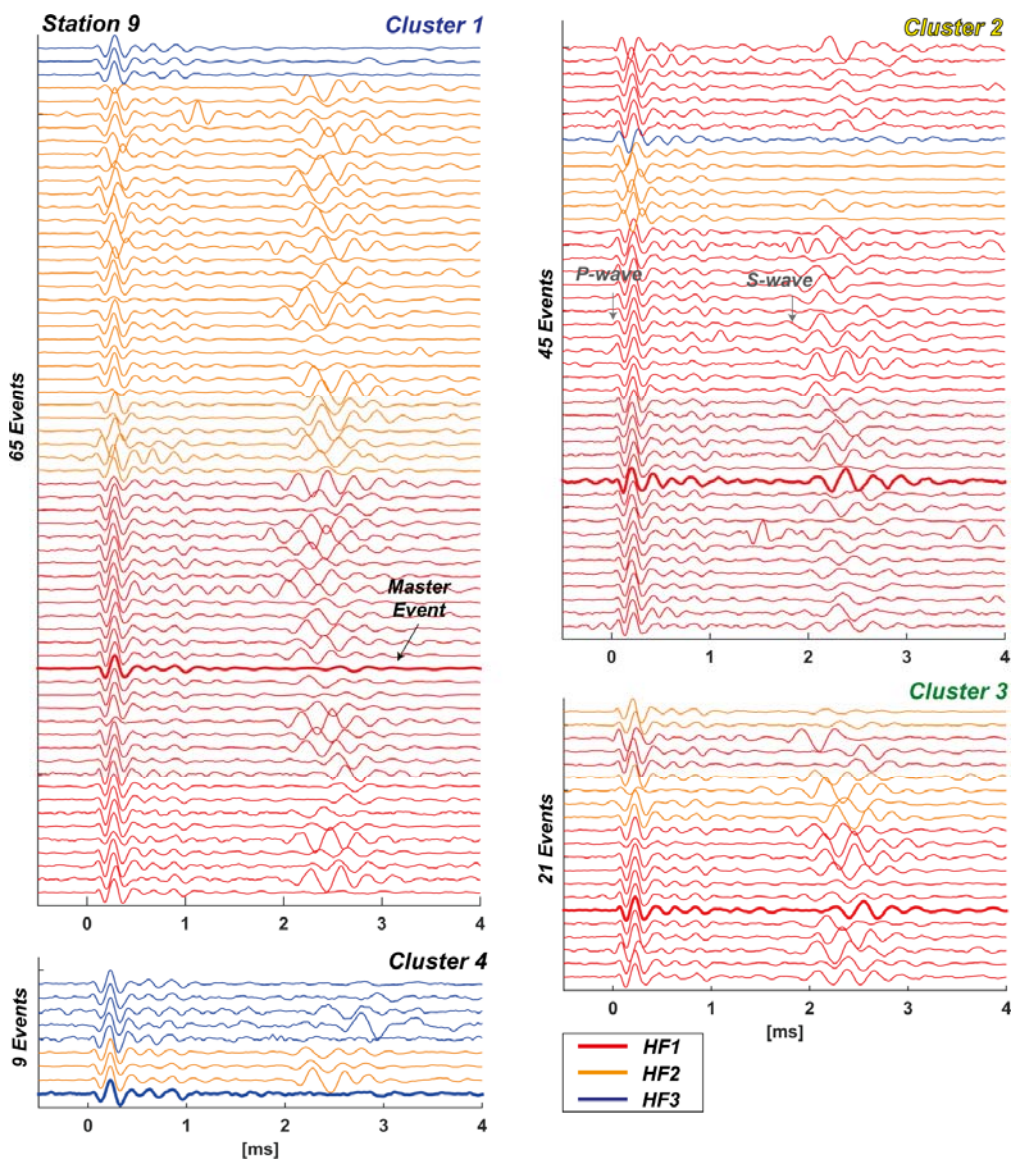 Station 9
Cluster 1
65 Events
Master
Event
0 1 2 3 4
Cluster 2
45 Events
P-wave
S-wave
0 1 2 3 4
Cluster 3
21 Events
0 1 2 3 4
[ms]
Cluster 4
9 Events
0 1 2 3 4
[ms]
HF1
HF2
HF3